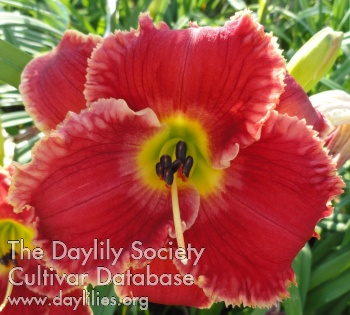 The Daylily Society
Cultivar Database
www.daylilies.org